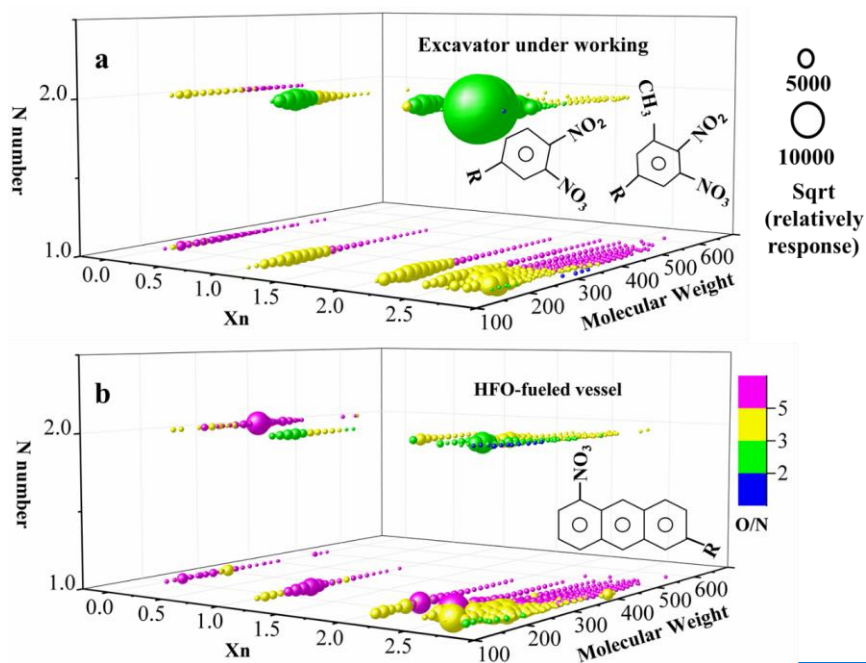 a
Excavator under working
N number
2.0
1.0
0.0
0.5
1.0
1.5
2.0
2.5
Xn
100
200
300
400
500
600
Molecular Weight
NO₂
NO₃
R
CH₃
NO₂
NO₃
R
5000
10000
Sqrt
(relatively
response)
b
HFO-fueled vessel
N number
2.0
1.0
0.0
0.5
1.0
1.5
2.0
2.5
Xn
100
200
300
400
500
600
Molecular Weight
NO₃
R
5
3
2
O/N